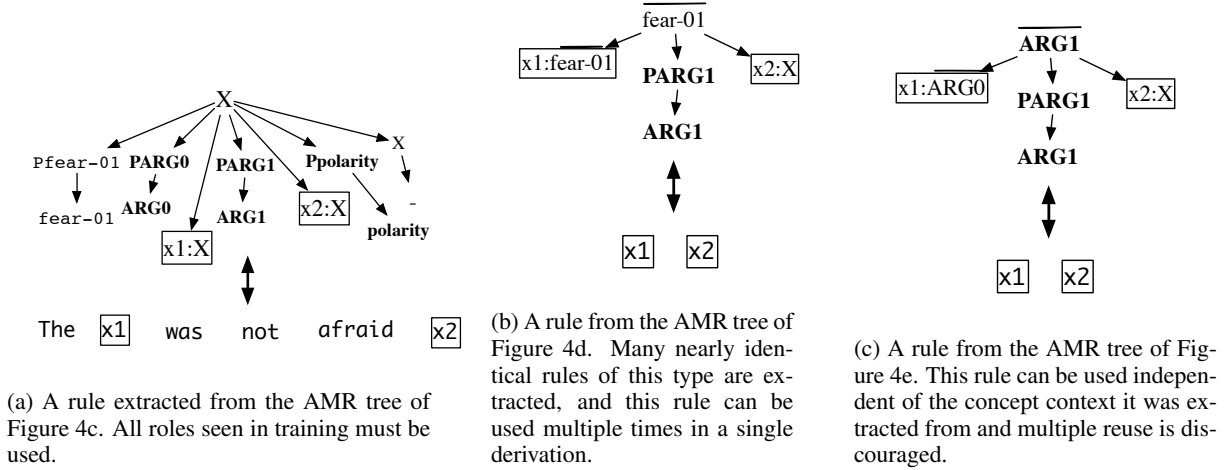 X
Pfear-01 PARG0 PARG1 Ppolarity X
fear-01 ARG0 ARG1 x2:X -
x1:X polarity
The x1 was not afraid x2
(a) A rule extracted from the AMR tree of
Figure 4c. All roles seen in training must be
used.
fear-01
x1:fear-01 PARG1 x2:X
ARG1
x1 x2
(b) A rule from the AMR tree of
Figure 4d. Many nearly iden-
tical rules of this type are ex-
tracted, and this rule can be
used multiple times in a single
derivation.
ARG1
x1:ARG0 PARG1 x2:X
ARG1
x1 x2
(c) A rule from the AMR tree of Fig-
ure 4e. This rule can be used indepen-
dent of the concept context it was ex-
tracted from and multiple reuse is dis-
couraged.